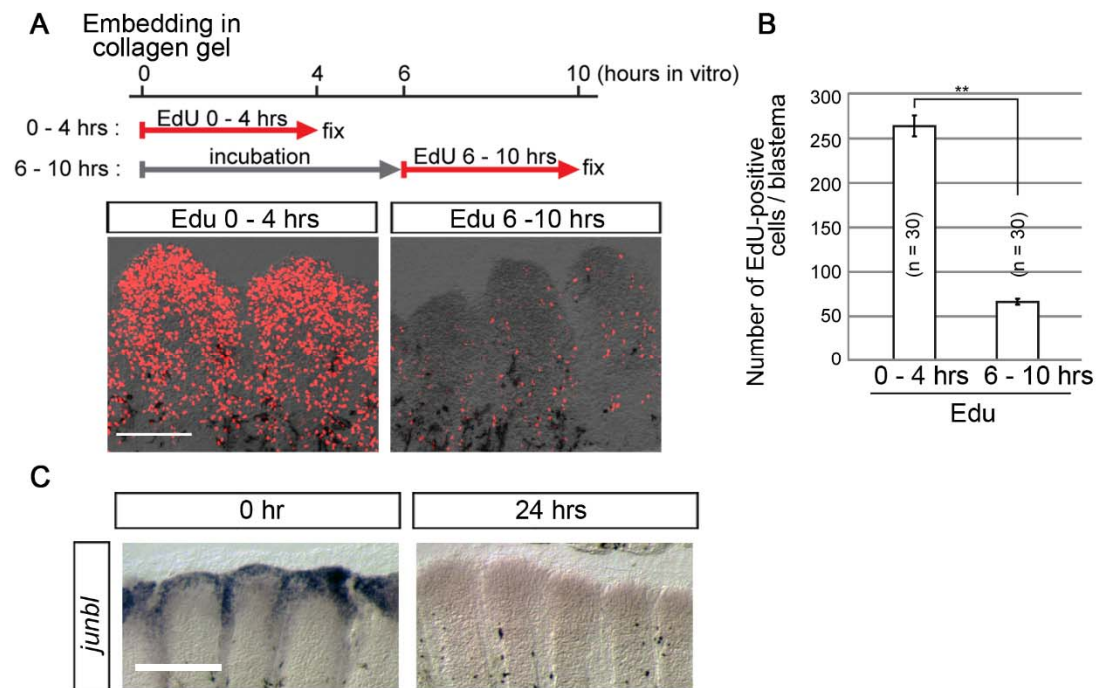 A
Embedding in
collagen gel
0 4 6 10 (hours in vitro)
0 - 4 hrs :
EdU 0 - 4 hrs
fix
6 - 10 hrs :
incubation
EdU 6 - 10 hrs
fix
Edu 0 - 4 hrs
Edu 6 -10 hrs
B
Number of EdU-positive
cells / blastema
300
250
200
150
100
50
0
**
(n = 30)
(n = 30)
0 - 4 hrs 6 - 10 hrs
Edu
C
0 hr
24 hrs
junbl